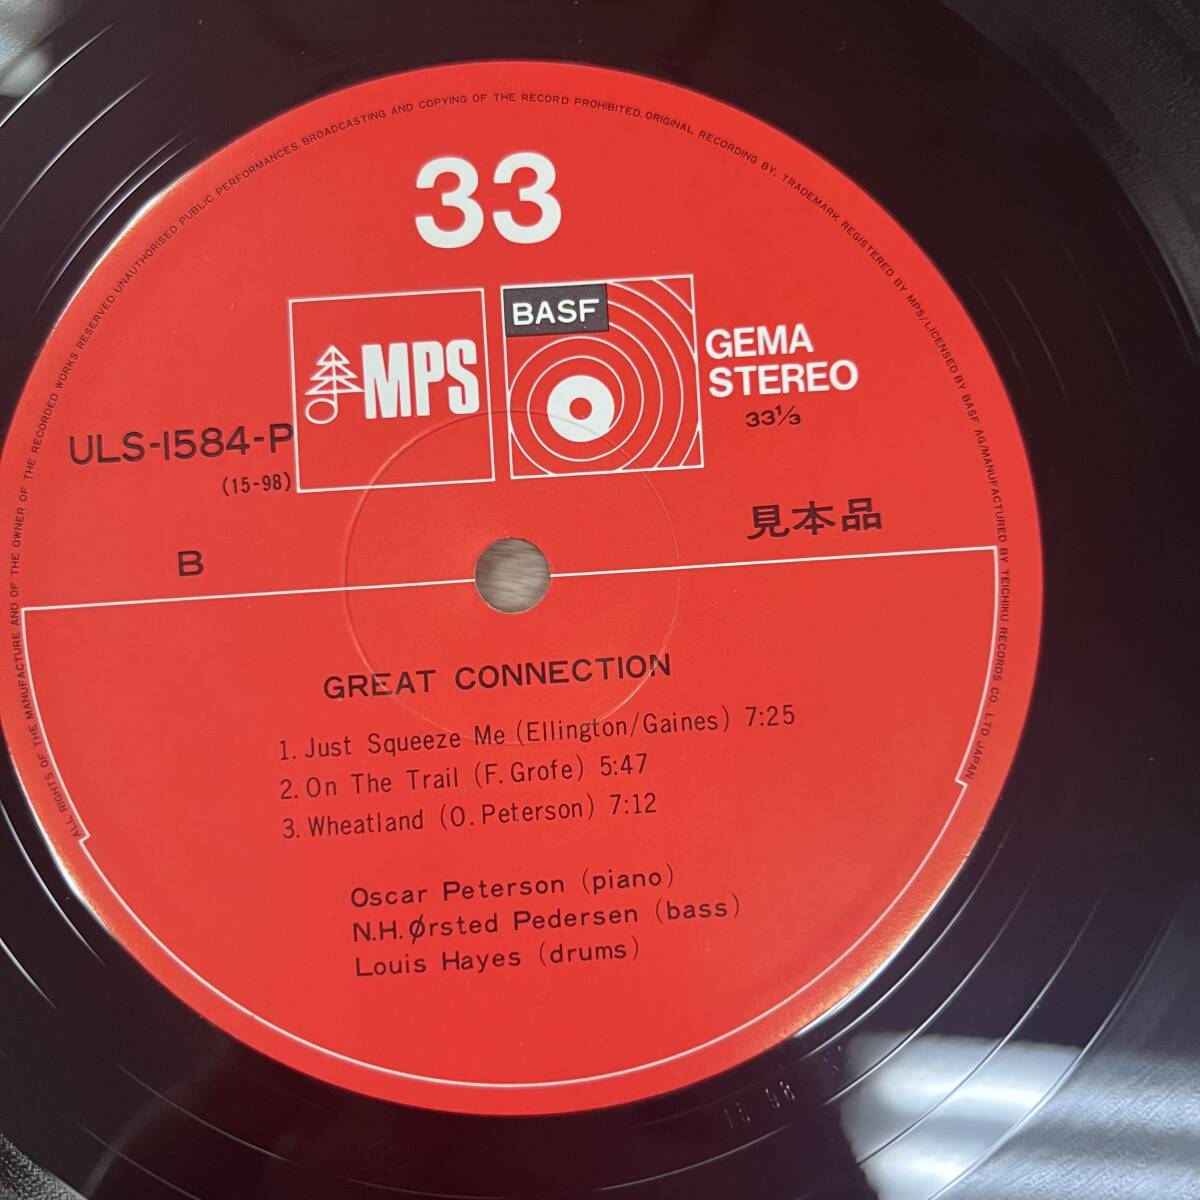 ALL RIGHTS OF THE MANUFACTURE AND OF THE OWNER OF THE RECORDED WORKS RESERVED. UNAUTHORISED PUBLIC PERFORMANCES, BROADCASTING AND COPYING OF THE RECORD PROHIBITED. ORIGINAL RECORDING BY, TRADEMARK REGISTERED BY MPS/LICENSED BY BASF AG/MANUFACTURED BY TEICHIKU RECORDS CO. LTD JAPAN
33
MPS
BASF
GEMA
STEREO
33⅓
ULS-1584-P
(15-98)
B
見本品
GREAT CONNECTION
1. Just Squeeze Me (Ellington/Gaines) 7:25
2. On The Trail (F. Grofe) 5:47
3. Wheatland (O. Peterson) 7:12
Oscar Peterson (piano)
N.H. Ørsted Pedersen (bass)
Louis Hayes (drums)